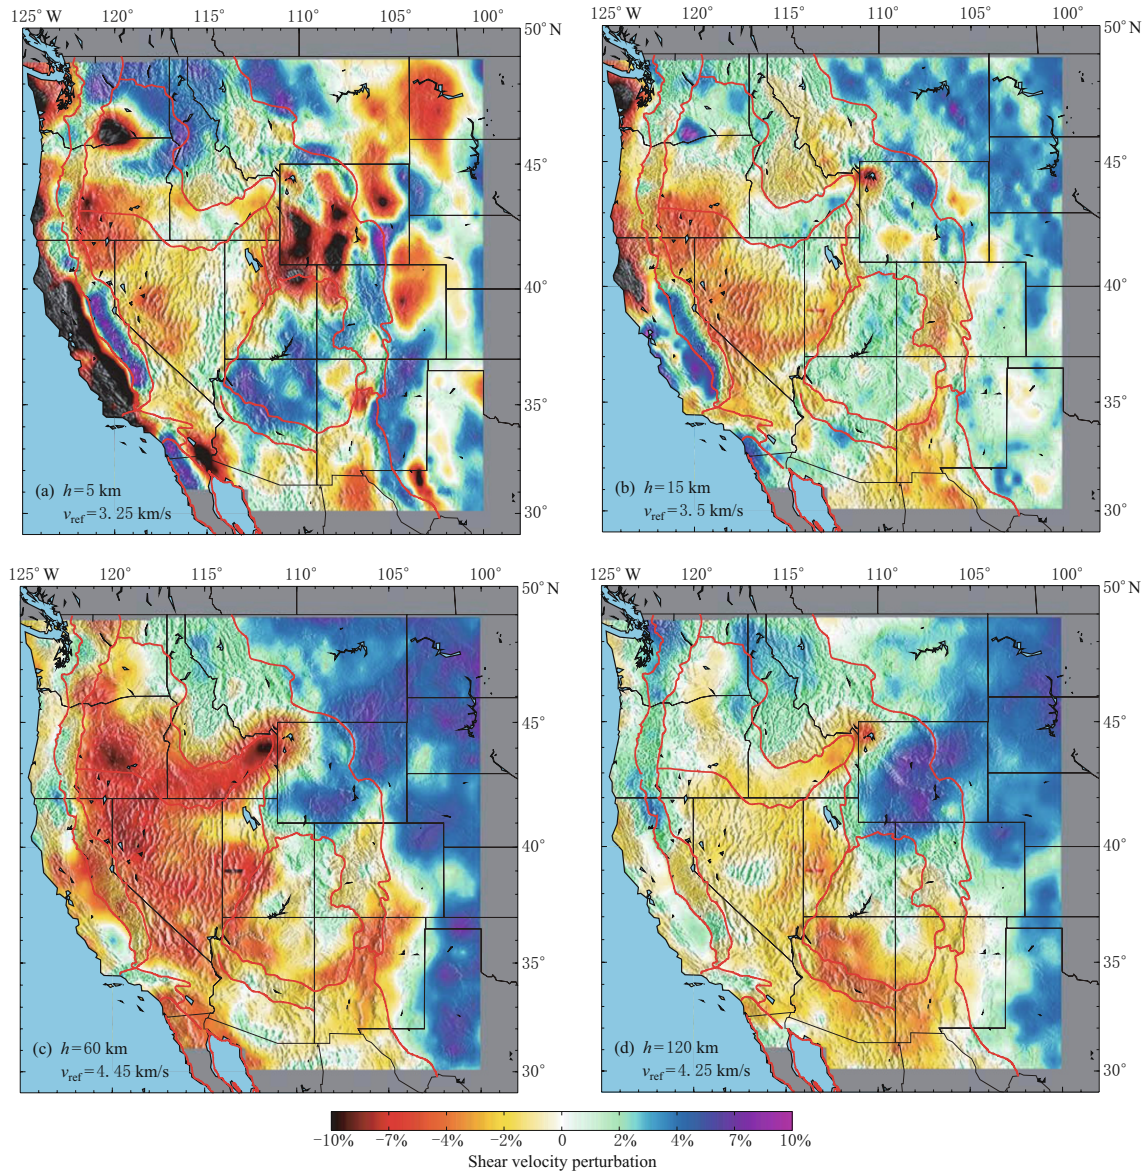 125° W 120° 115° 110° 105° 100°
50° N
45°
40°
35°
30°
(a) h=5 km
v_ref=3.25 km/s
125° W 120° 115° 110° 105° 100°
50° N
45°
40°
35°
30°
(b) h=15 km
v_ref=3.5 km/s
125° W 120° 115° 110° 105° 100°
50° N
45°
40°
35°
30°
(c) h=60 km
v_ref=4.45 km/s
125° W 120° 115° 110° 105° 100°
50° N
45°
40°
35°
30°
(d) h=120 km
v_ref=4.25 km/s
−10% −7% −4% −2% 0 2% 4% 7% 10%
Shear velocity perturbation